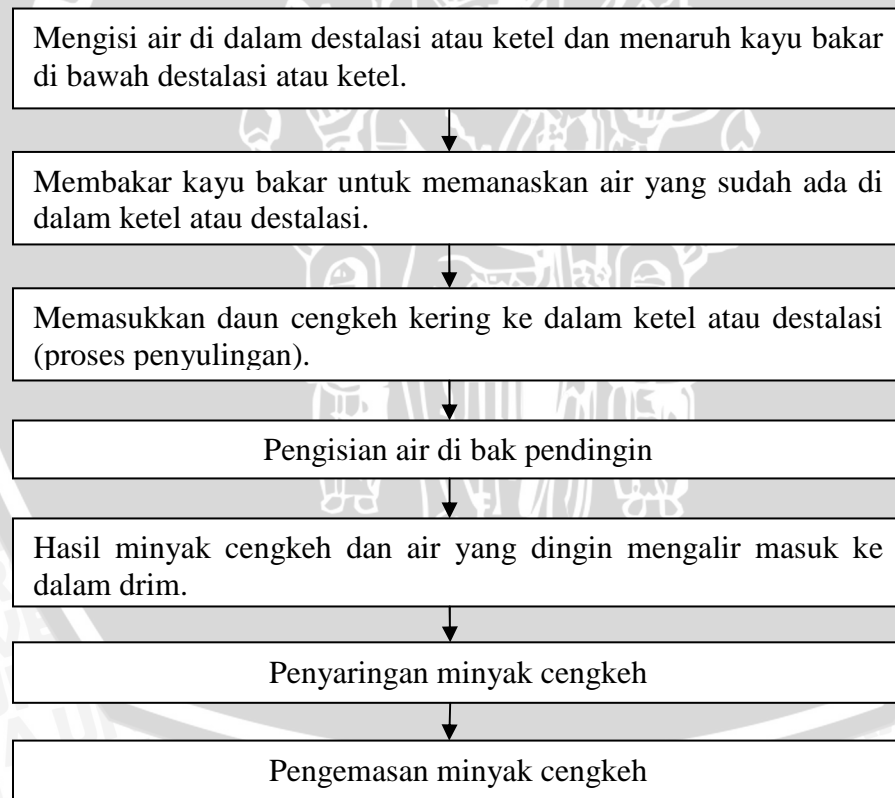 Mengisi air di dalam destalasi atau ketel dan menaruh kayu bakar
di bawah destalasi atau ketel.
Membakar kayu bakar untuk memanaskan air yang sudah ada di
dalam ketel atau destalasi.
Memasukkan daun cengkeh kering ke dalam ketel atau destalasi
(proses penyulingan).
Pengisian air di bak pendingin
Hasil minyak cengkeh dan air yang dingin mengalir masuk ke
dalam drim.
Penyaringan minyak cengkeh
Pengemasan minyak cengkeh